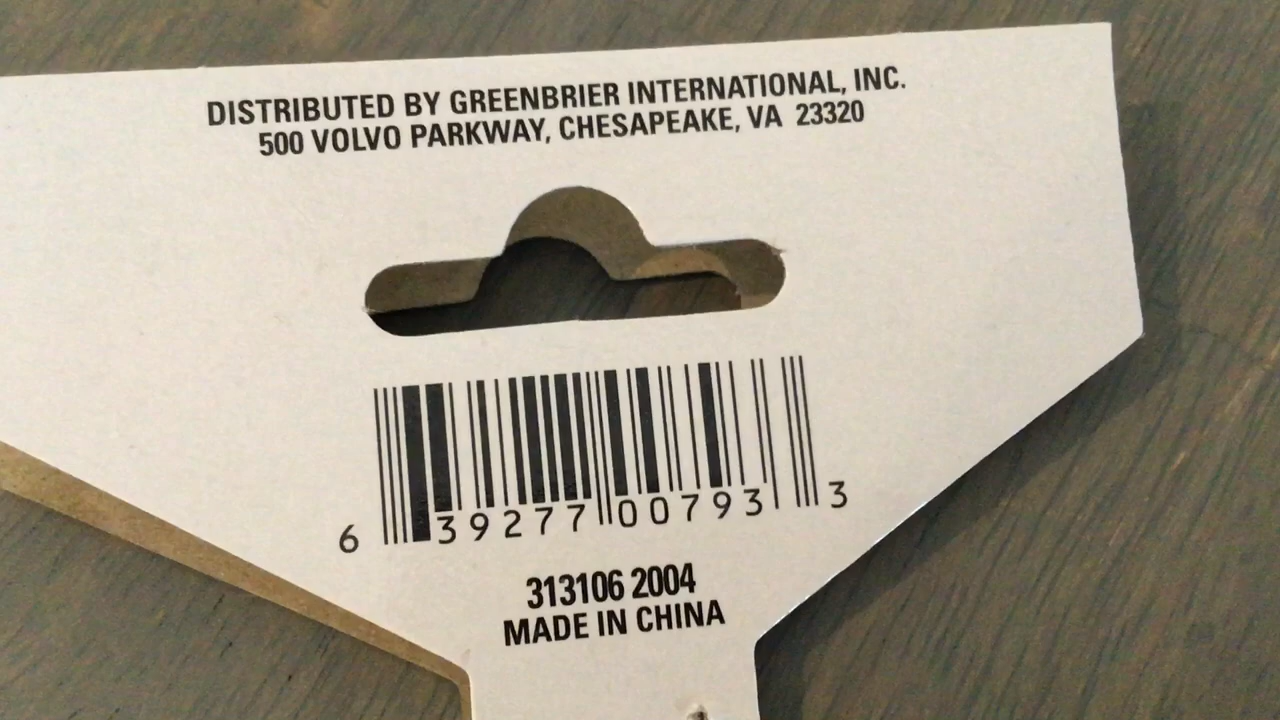 DISTRIBUTED BY GREENBRIER INTERNATIONAL, INC.
500 VOLVO PARKWAY, CHESAPEAKE, VA 23320
6 39277 00793 3
313106 2004
MADE IN CHINA